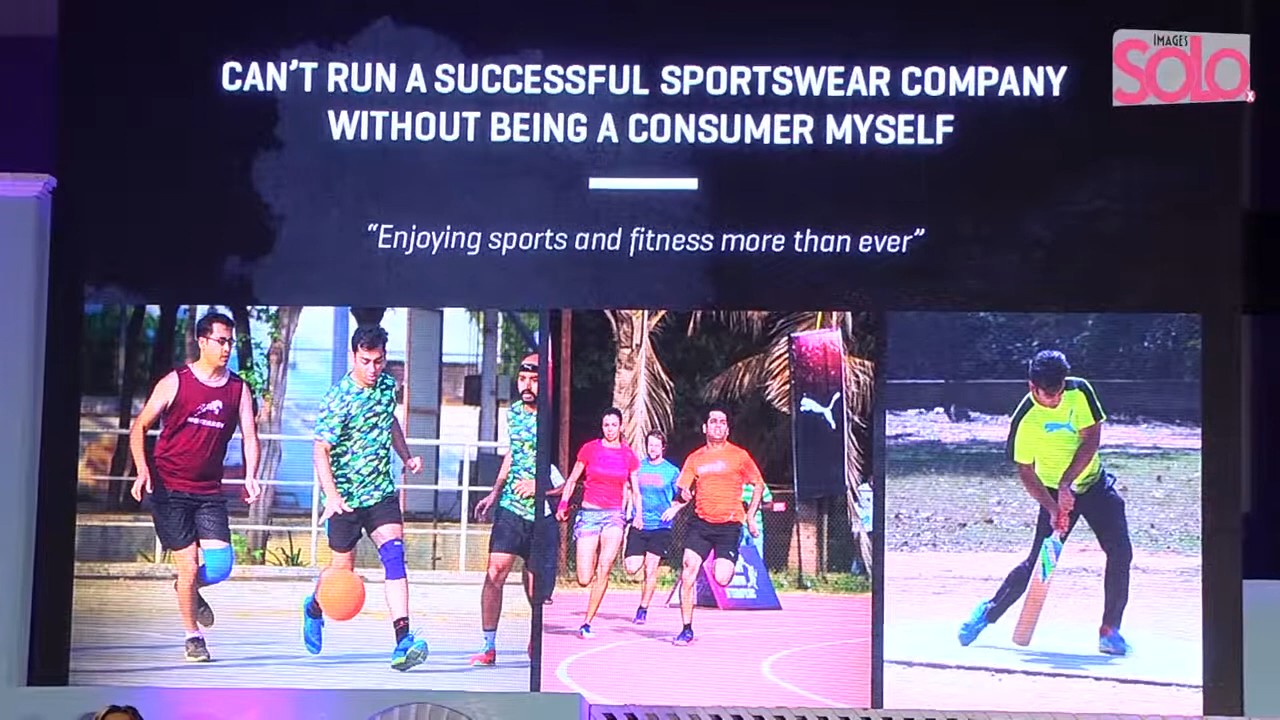 IMAGES
SOLO.x
CAN'T RUN A SUCCESSFUL SPORTSWEAR COMPANY
WITHOUT BEING A CONSUMER MYSELF
"Enjoying sports and fitness more than ever"